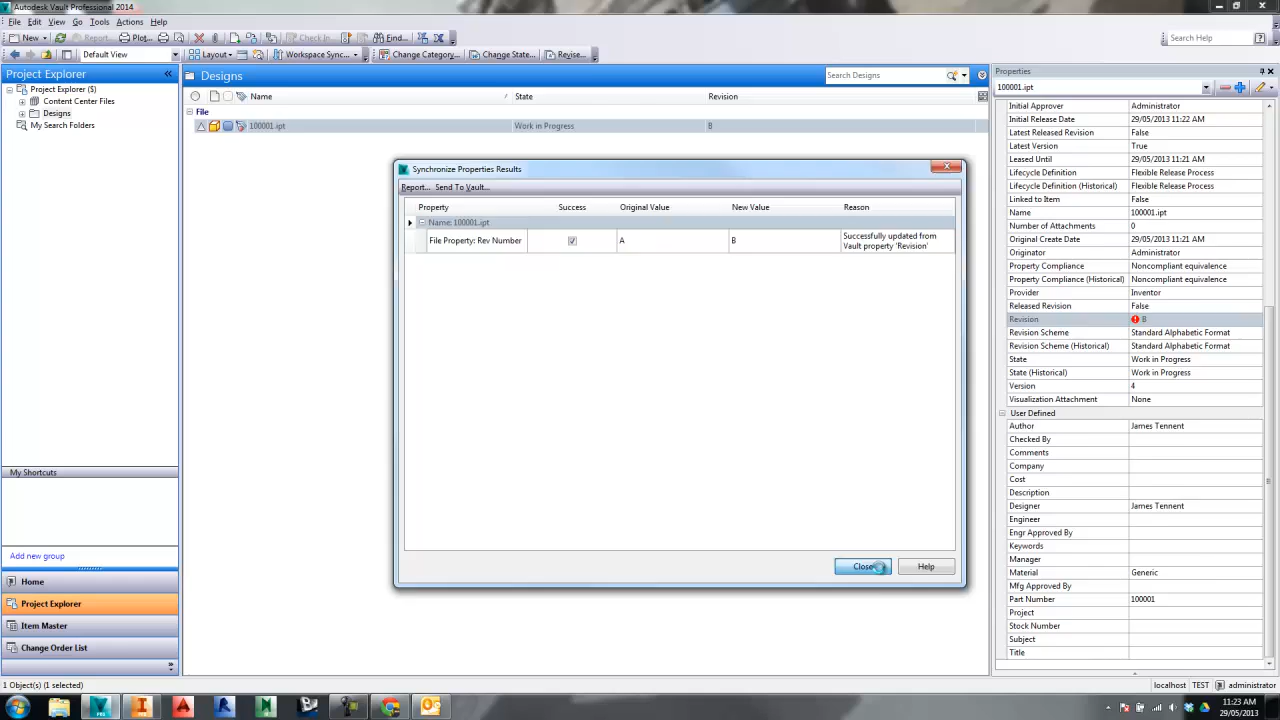 Autodesk Vault Professional 2014
File Edit View Go Tools Actions Help
New Report... Plot... Check In... Find...
Search Help
Default View Layout Workspace Sync... Change Category... Change State... Revise...
Project Explorer
Project Explorer ($)
Content Center Files
Designs
My Search Folders
My Shortcuts
Add new group
Home
Project Explorer
Item Master
Change Order List
Designs
Search Designs
Name State Revision
File
100001.ipt Work in Progress B
Synchronize Properties Results
Report... Send To Vault...
Property Success Original Value New Value Reason
Name: 100001.ipt
File Property: Rev Number A B Successfully updated from
Vault property 'Revision'
Close Help
Properties
100001.ipt
Initial Approver Administrator
Initial Release Date 29/05/2013 11:22 AM
Latest Released Revision False
Latest Version True
Leased Until 29/05/2013 11:21 AM
Lifecycle Definition Flexible Release Process
Lifecycle Definition (Historical) Flexible Release Process
Linked to Item False
Name 100001.ipt
Number of Attachments 0
Original Create Date 29/05/2013 11:21 AM
Originator Administrator
Property Compliance Noncompliant equivalence
Property Compliance (Historical) Noncompliant equivalence
Provider Inventor
Released Revision False
Revision B
Revision Scheme Standard Alphabetic Format
Revision Scheme (Historical) Standard Alphabetic Format
State Work in Progress
State (Historical) Work in Progress
Version 4
Visualization Attachment None
User Defined
Author James Tennent
Checked By
Comments
Company
Cost
Description
Designer James Tennent
Engineer
Engr Approved By
Keywords
Manager
Material Generic
Mfg Approved By
Part Number 100001
Project
Stock Number
Subject
Title
1 Object(s) (1 selected)
localhost TEST administrator
11:23 AM
29/05/2013